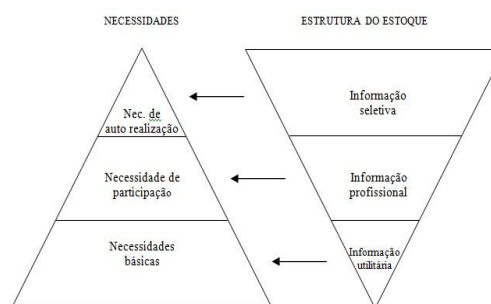 NECESSIDADES
ESTRUTURA DO ESTOQUE
Nec. de
auto realização
Informação
seletiva
Necessidade de
participação
Informação
profissional
Necessidades
básicas
Informação
utilitária